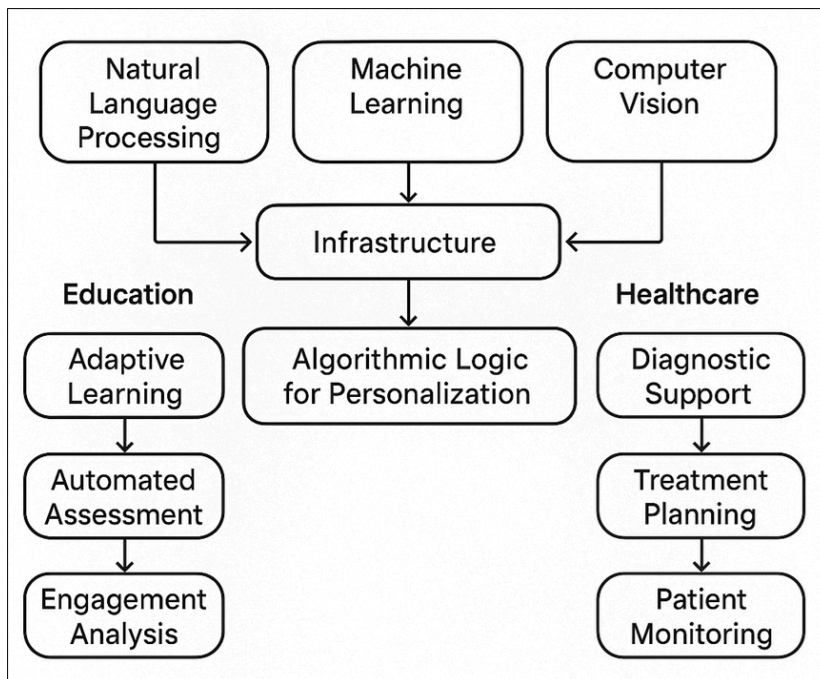 Natural
Language
Processing
Machine
Learning
Computer
Vision
Infrastructure
Education
Healthcare
Adaptive
Learning
Algorithmic Logic
for Personalization
Diagnostic
Support
Automated
Assessment
Treatment
Planning
Engagement
Analysis
Patient
Monitoring